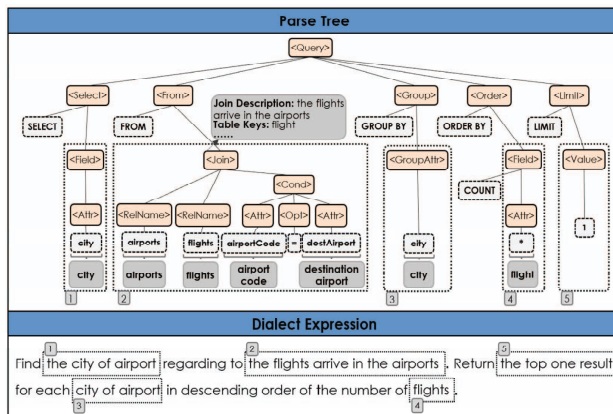 Parse Tree
<Query>
<Select> <From> <Group> <Order> <Limit>
Join Description: the flights
arrive in the airports
Table Keys: flight
......
SELECT FROM GROUP BY ORDER BY LIMIT
<Field> <Join> <GroupAttr> <Field> <Value>
<Cond> COUNT
<Attr> <RelName> <RelName> <Attr> <Opt> <Attr> <Attr>
city airports flights airportCode = destAirport city * 1
city airports flights airport code destination airport city flight
1 2 3 4 5
Dialect Expression
1 2 5
Find the city of airport regarding to the flights arrive in the airports . Return the top one result
for each city of airport in descending order of the number of flights .
3 4